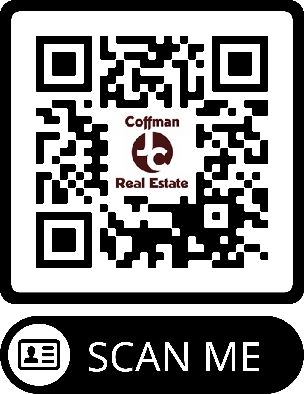 Coffman
Real Estate
SCAN ME